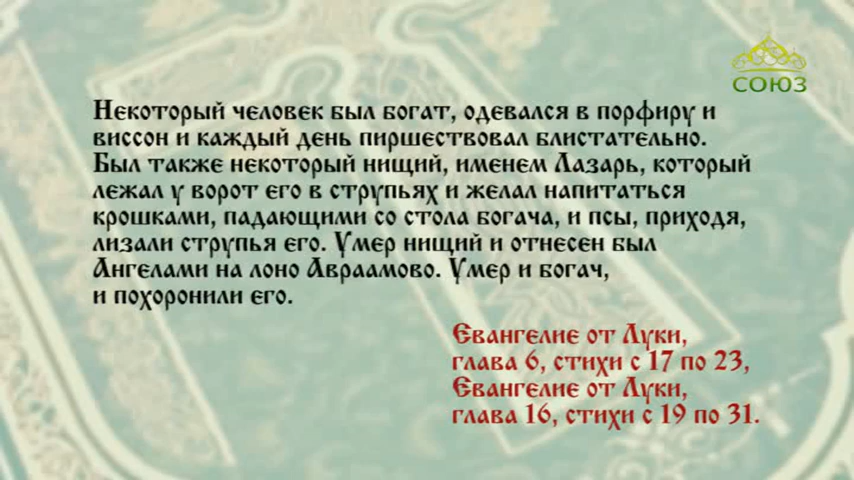 СОЮЗ
Некоторый человек был богат, одевался в порфиру и
виссон и каждый день пиршествовал блистательно.
Был также некоторый нищий, именем Лазарь, который
лежал у ворот его в струпьях и желал напитаться
крошками, падающими со стола богача, и псы, приходя,
лизали струпья его. Умер нищий и отнесен был
Ангелами на лоно Авраамово. Умер и богач,
и похоронили его.
Евангелие от Луки,
глава 6, стихи с 17 по 23,
Евангелие от Луки,
глава 16, стихи с 19 по 31.